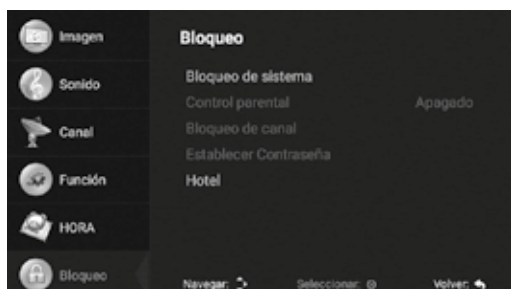 Imagen
Sonido
Canal
Función
HORA
Bloqueo
Bloqueo
Bloqueo de sistema
Control parental Apagado
Bloqueo de canal
Establecer Contraseña
Hotel
Navegar: Seleccionar: Volver: